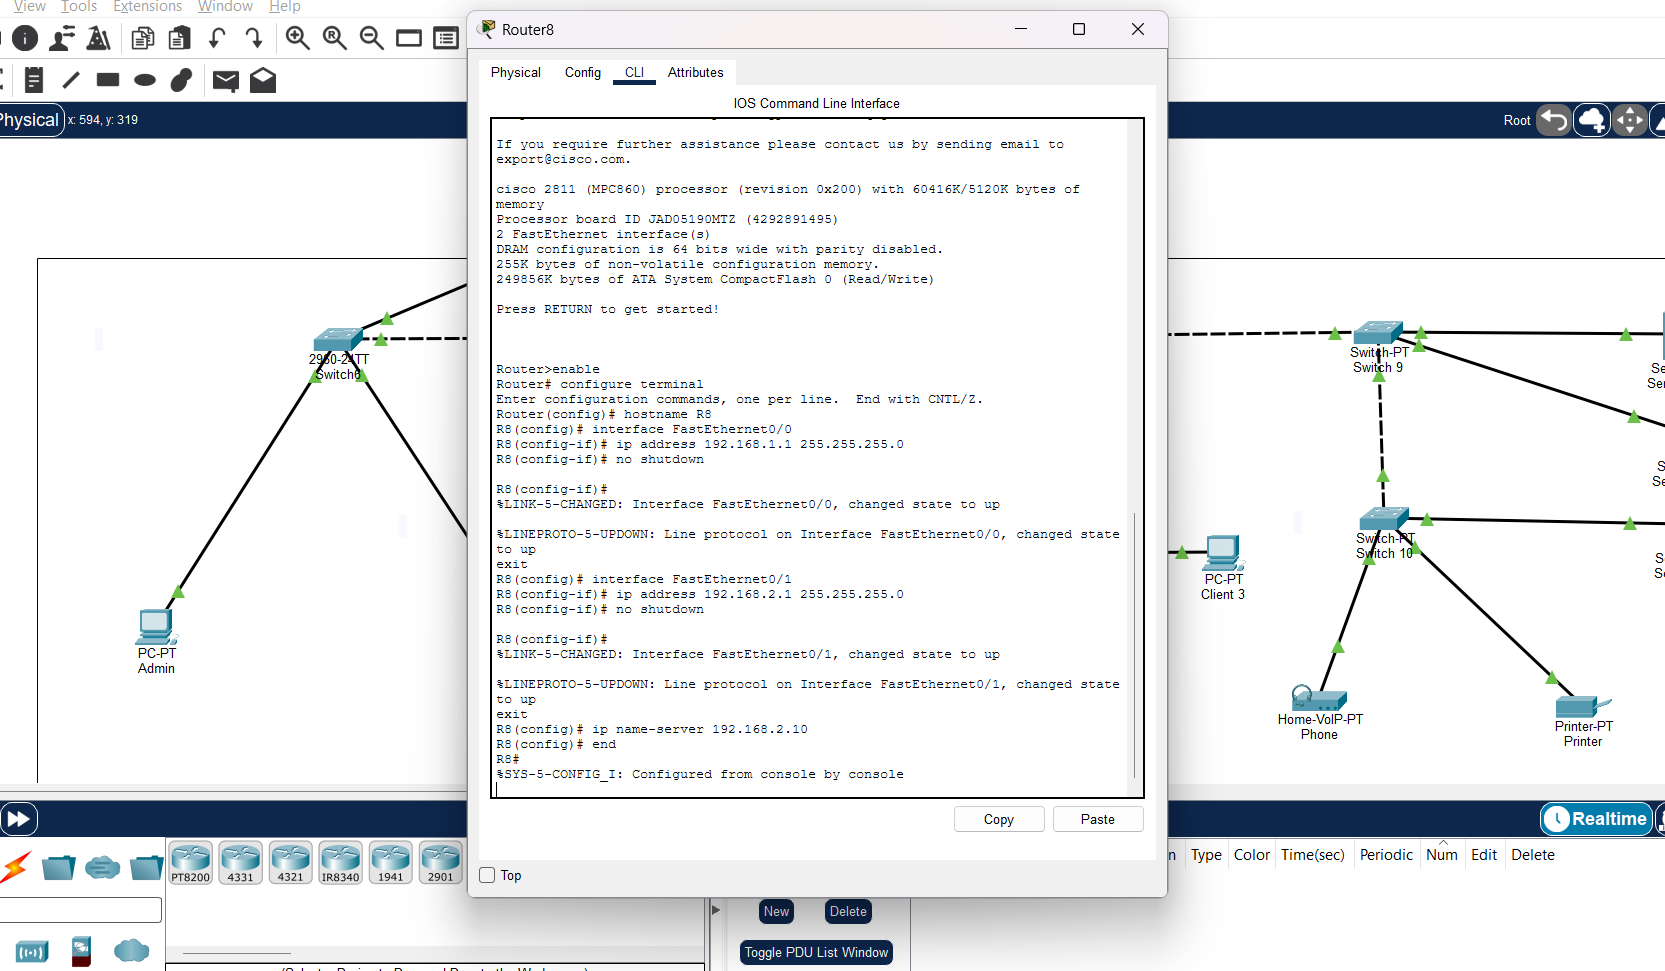 View Tools Extensions Window Help
Physical x: 594, y: 319
Root
2960-24TT
Switch6
PC-PT
Admin
Router8
Physical Config CLI Attributes
IOS Command Line Interface
If you require further assistance please contact us by sending email to
export@cisco.com.
cisco 2811 (MPC860) processor (revision 0x200) with 60416K/5120K bytes of
memory
Processor board ID JAD05190MTZ (4292891495)
2 FastEthernet interface(s)
DRAM configuration is 64 bits wide with parity disabled.
255K bytes of non-volatile configuration memory.
249856K bytes of ATA System CompactFlash 0 (Read/Write)
Press RETURN to get started!
Router>enable
Router# configure terminal
Enter configuration commands, one per line.  End with CNTL/Z.
Router(config)# hostname R8
R8(config)# interface FastEthernet0/0
R8(config-if)# ip address 192.168.1.1 255.255.255.0
R8(config-if)# no shutdown
R8(config-if)#
%LINK-5-CHANGED: Interface FastEthernet0/0, changed state to up
%LINEPROTO-5-UPDOWN: Line protocol on Interface FastEthernet0/0, changed state
to up
exit
R8(config)# interface FastEthernet0/1
R8(config-if)# ip address 192.168.2.1 255.255.255.0
R8(config-if)# no shutdown
R8(config-if)#
%LINK-5-CHANGED: Interface FastEthernet0/1, changed state to up
%LINEPROTO-5-UPDOWN: Line protocol on Interface FastEthernet0/1, changed state
to up
exit
R8(config)# ip name-server 192.168.2.10
R8(config)# end
R8#
%SYS-5-CONFIG_I: Configured from console by console
Copy Paste
Top
Switch-PT
Switch 9
Switch-PT
Switch 10
PC-PT
Client 3
Home-VoIP-PT
Phone
Printer-PT
Printer
Realtime
PT8200 4331 4321 IR8340 1941 2901
Type Color Time(sec) Periodic Num Edit Delete
New Delete
Toggle PDU List Window